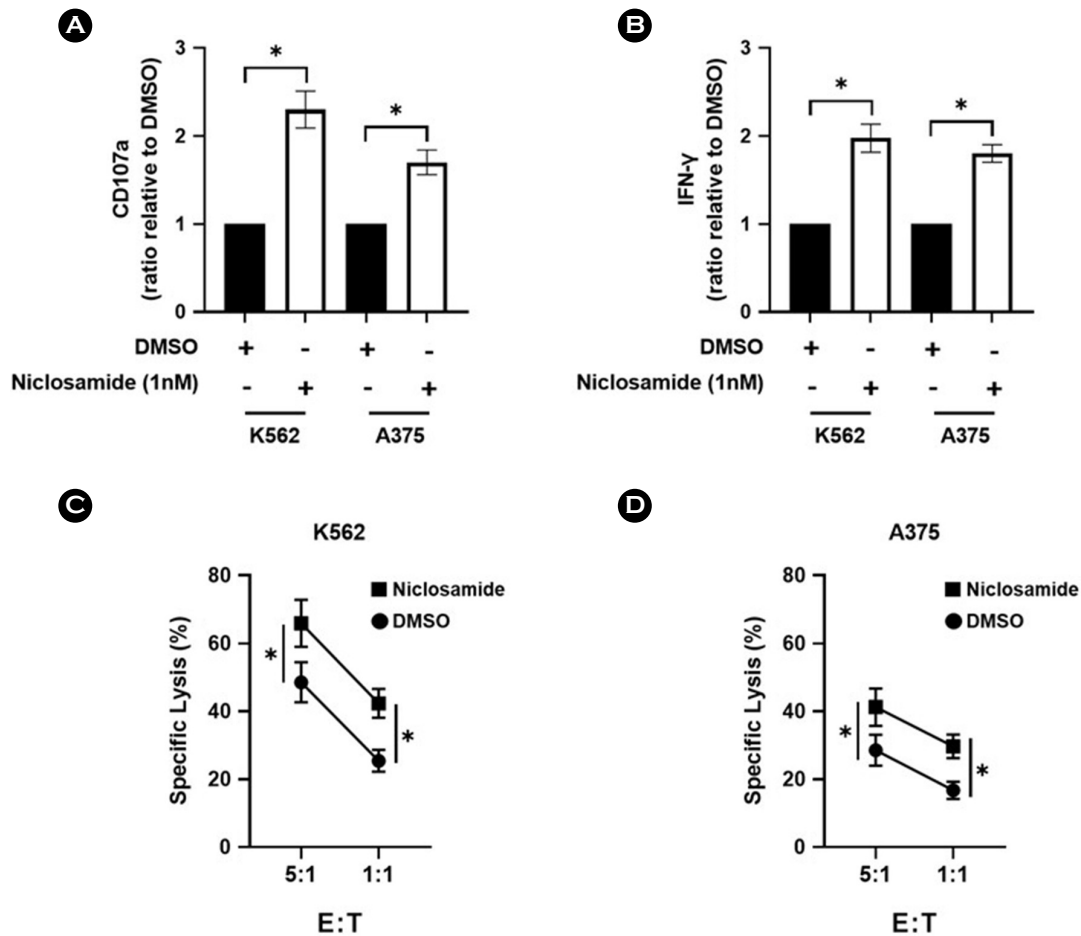 A
CD107a
(ratio relative to DMSO)
3
2
1
0
*
*
DMSO + - + -
Niclosamide (1nM) - + - +
K562 A375
B
IFN-γ
(ratio relative to DMSO)
3
2
1
0
*
*
DMSO + - + -
Niclosamide (1nM) - + - +
K562 A375
C
K562
Specific Lysis (%)
80
60
40
20
0
Niclosamide
DMSO
*
*
5:1 1:1
E:T
D
A375
Specific Lysis (%)
80
60
40
20
0
Niclosamide
DMSO
*
*
5:1 1:1
E:T